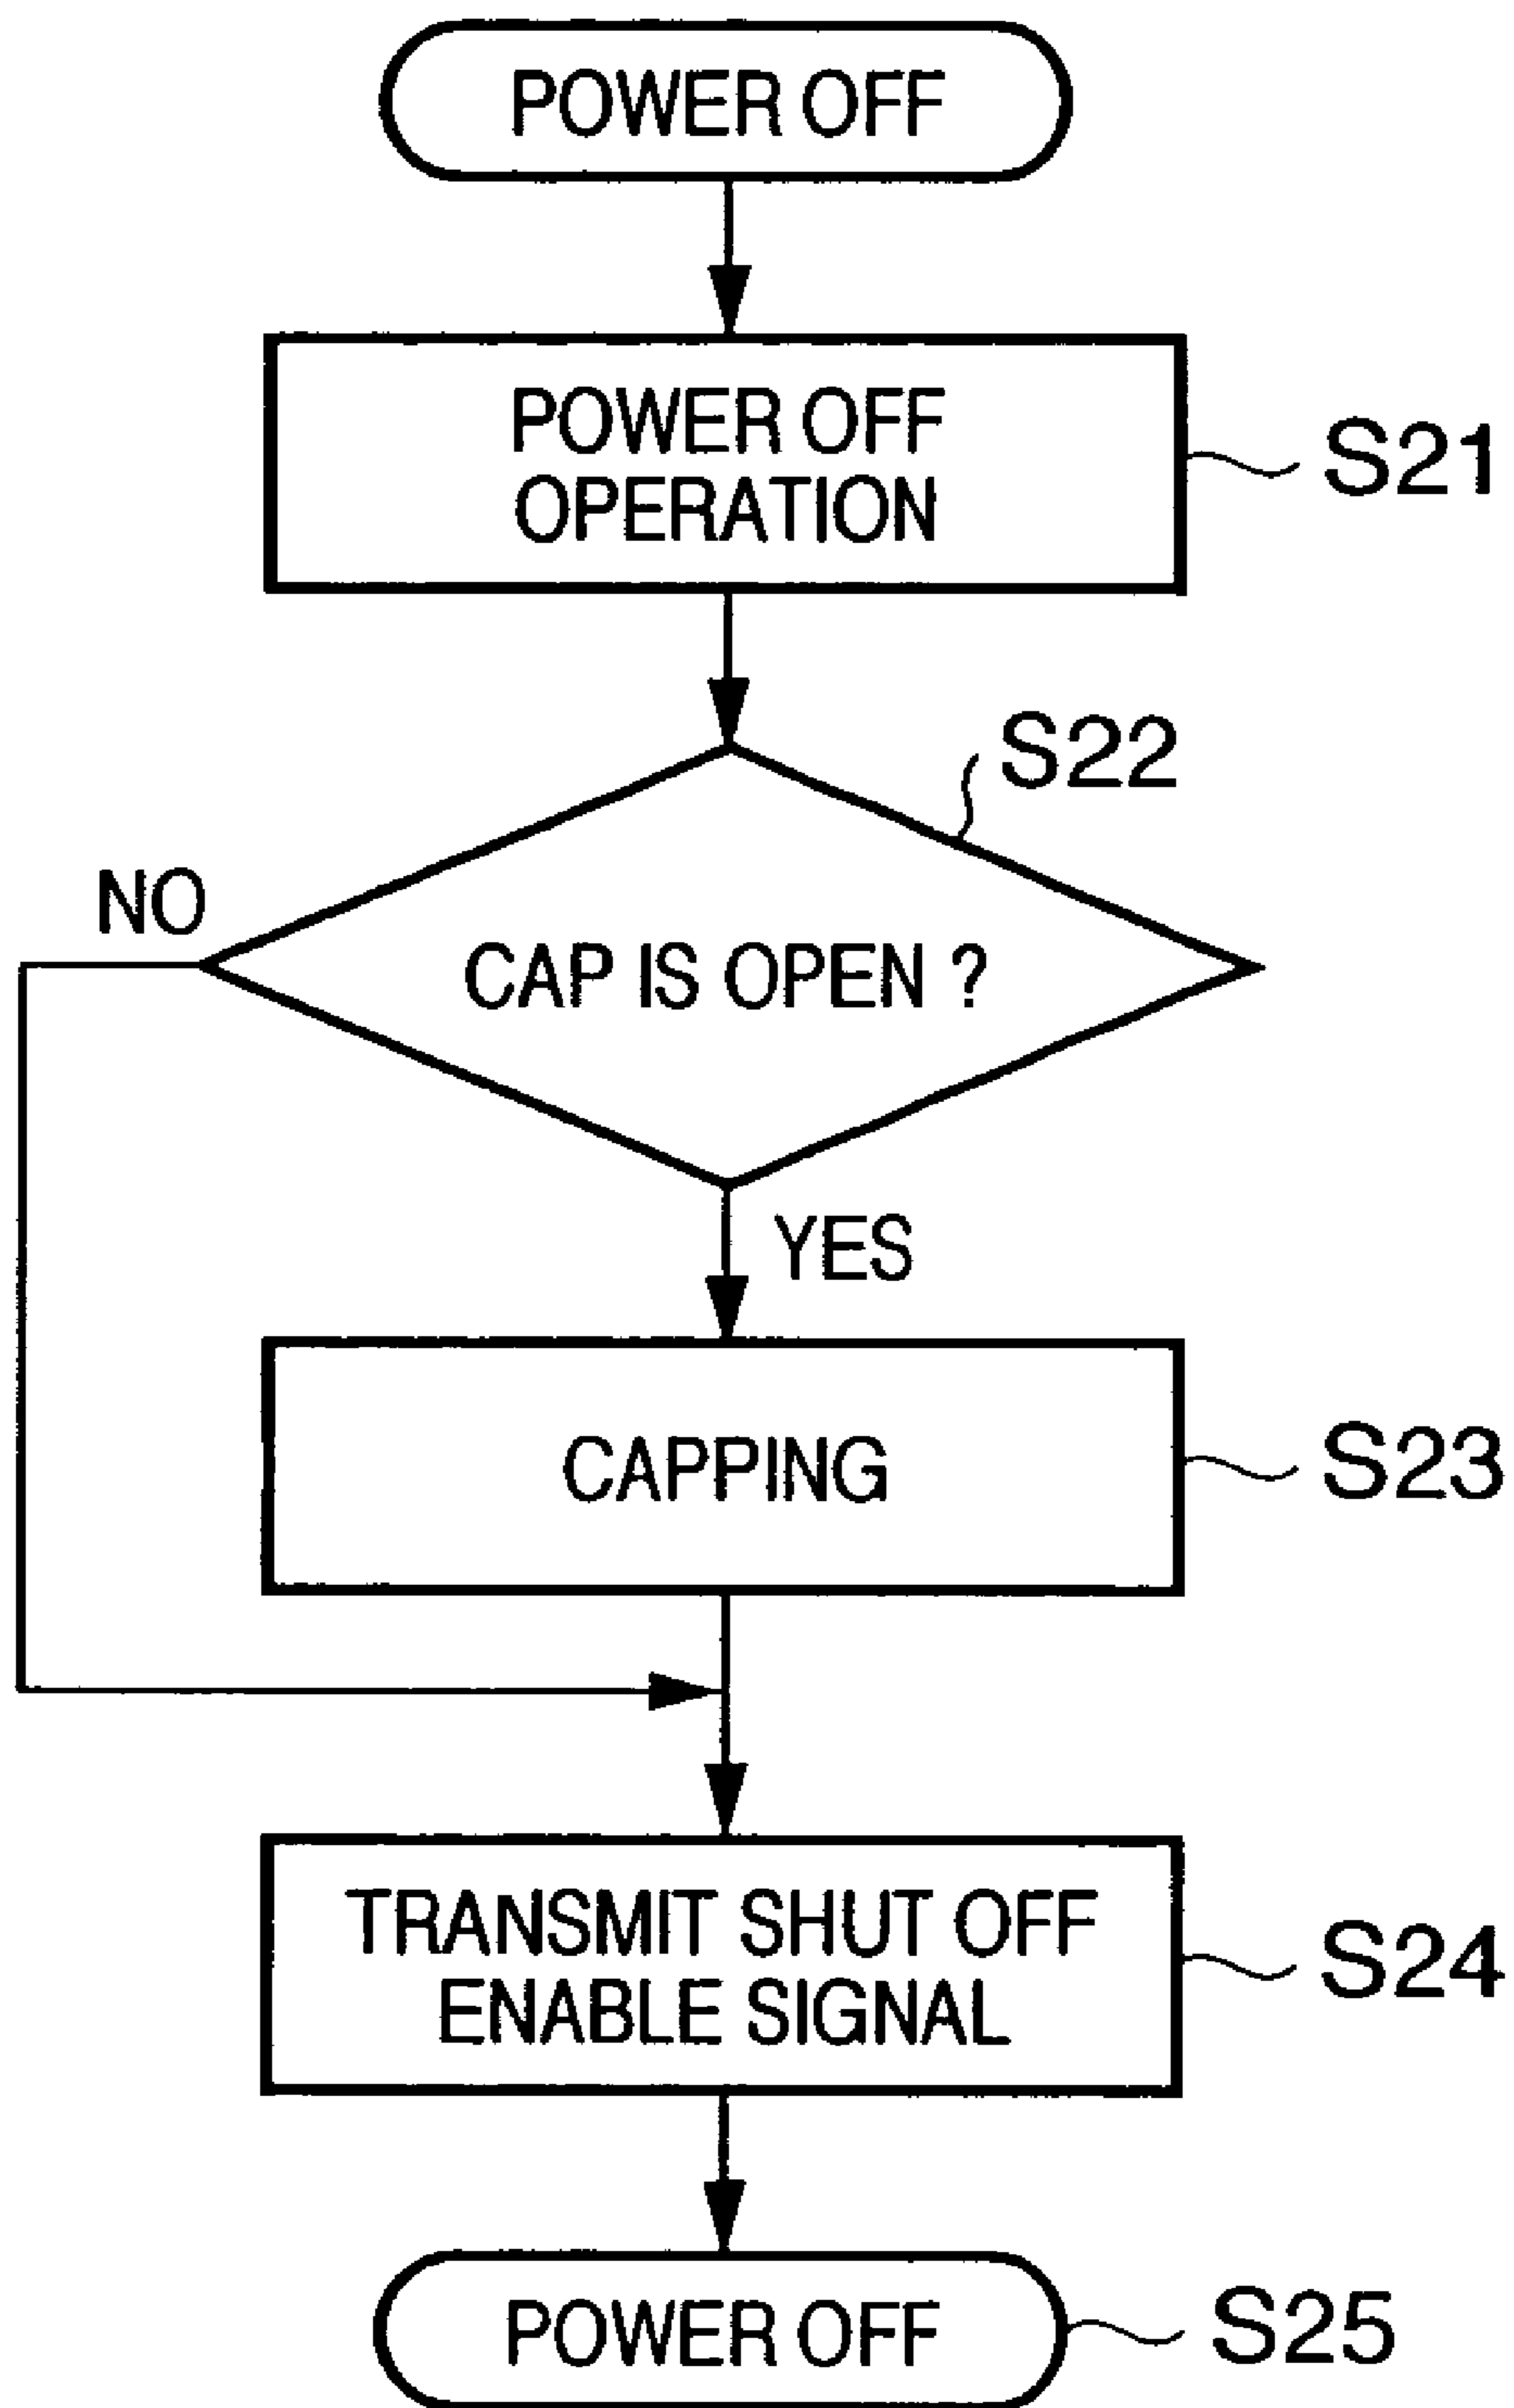 POWER OFF
POWER OFF
OPERATION
S21
S22
NO
CAP IS OPEN ?
YES
CAPPING
S23
TRANSMIT SHUT OFF
ENABLE SIGNAL
S24
POWER OFF
S25